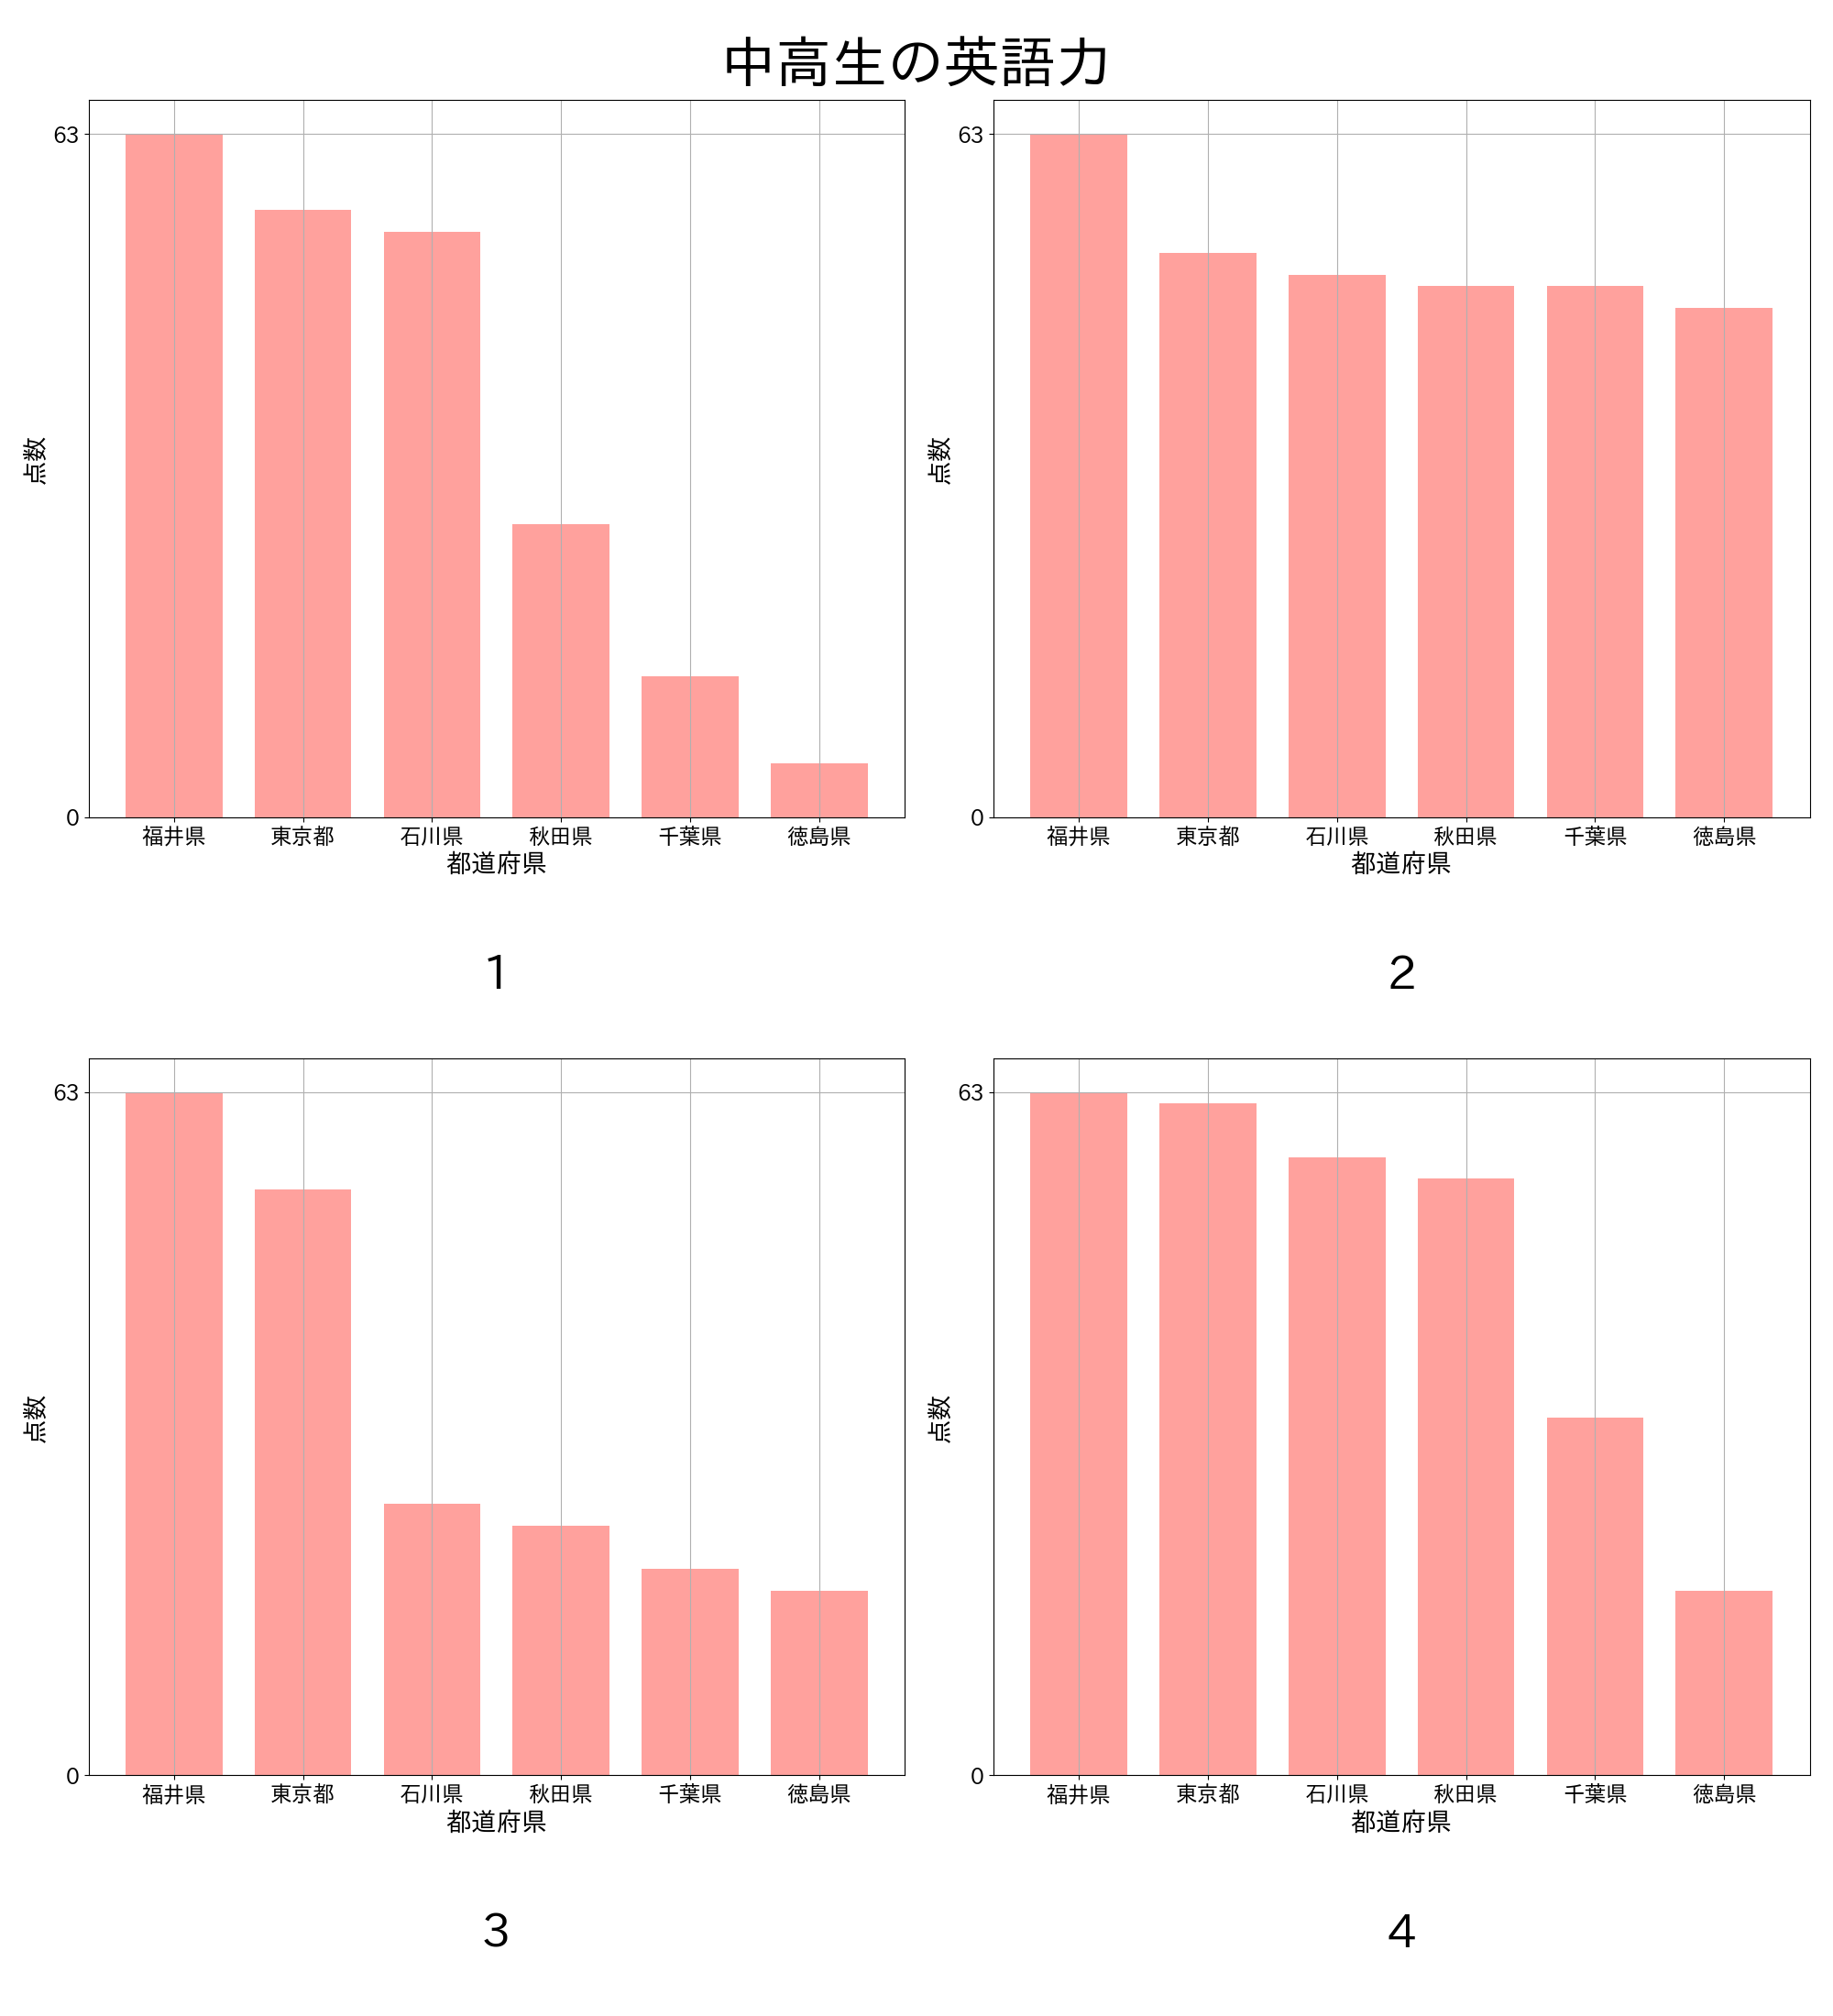 中高生の英語力
63
0
点数
福井県 東京都 石川県 秋田県 千葉県 徳島県
都道府県
1
63
0
点数
福井県 東京都 石川県 秋田県 千葉県 徳島県
都道府県
2
63
0
点数
福井県 東京都 石川県 秋田県 千葉県 徳島県
都道府県
3
63
0
点数
福井県 東京都 石川県 秋田県 千葉県 徳島県
都道府県
4